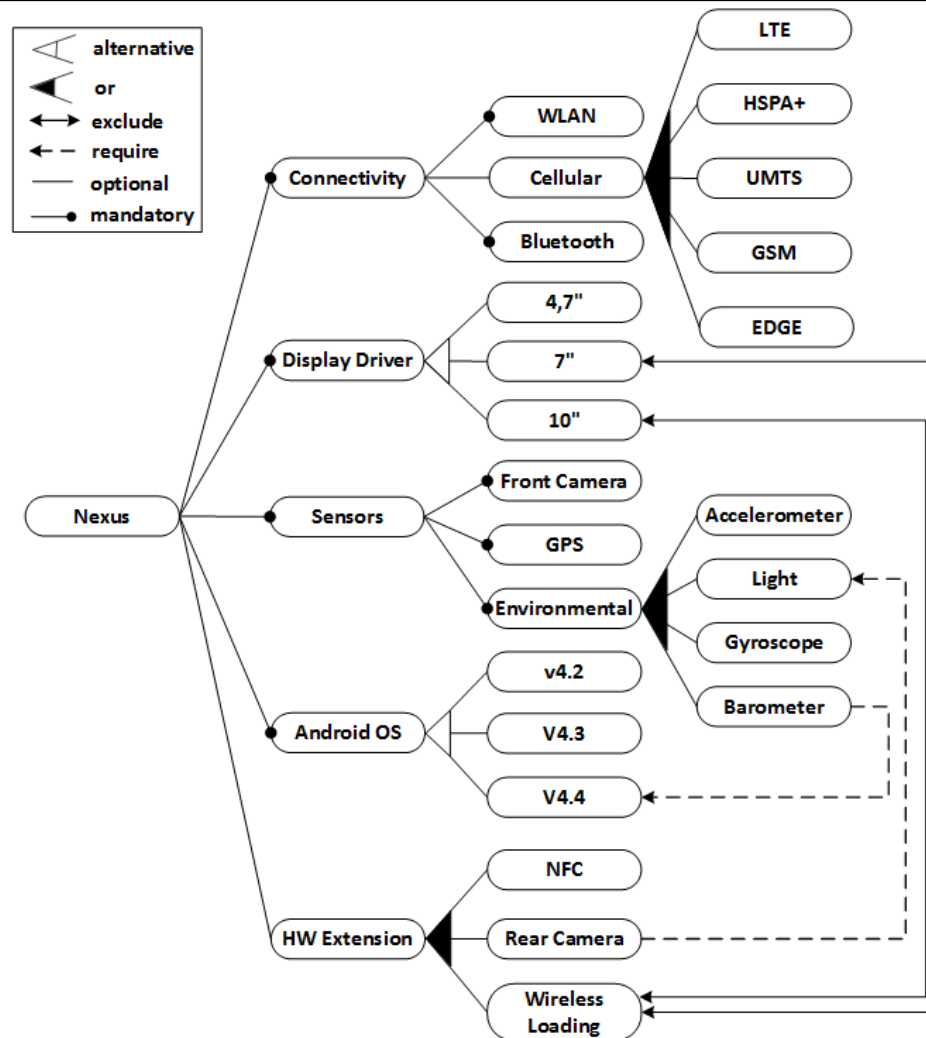 alternative
or
exclude
require
optional
mandatory
Nexus
Connectivity
WLAN
Cellular
Bluetooth
LTE
HSPA+
UMTS
GSM
EDGE
Display Driver
4,7"
7"
10"
Sensors
Front Camera
GPS
Environmental
Accelerometer
Light
Gyroscope
Barometer
Android OS
v4.2
V4.3
V4.4
HW Extension
NFC
Rear Camera
Wireless
Loading